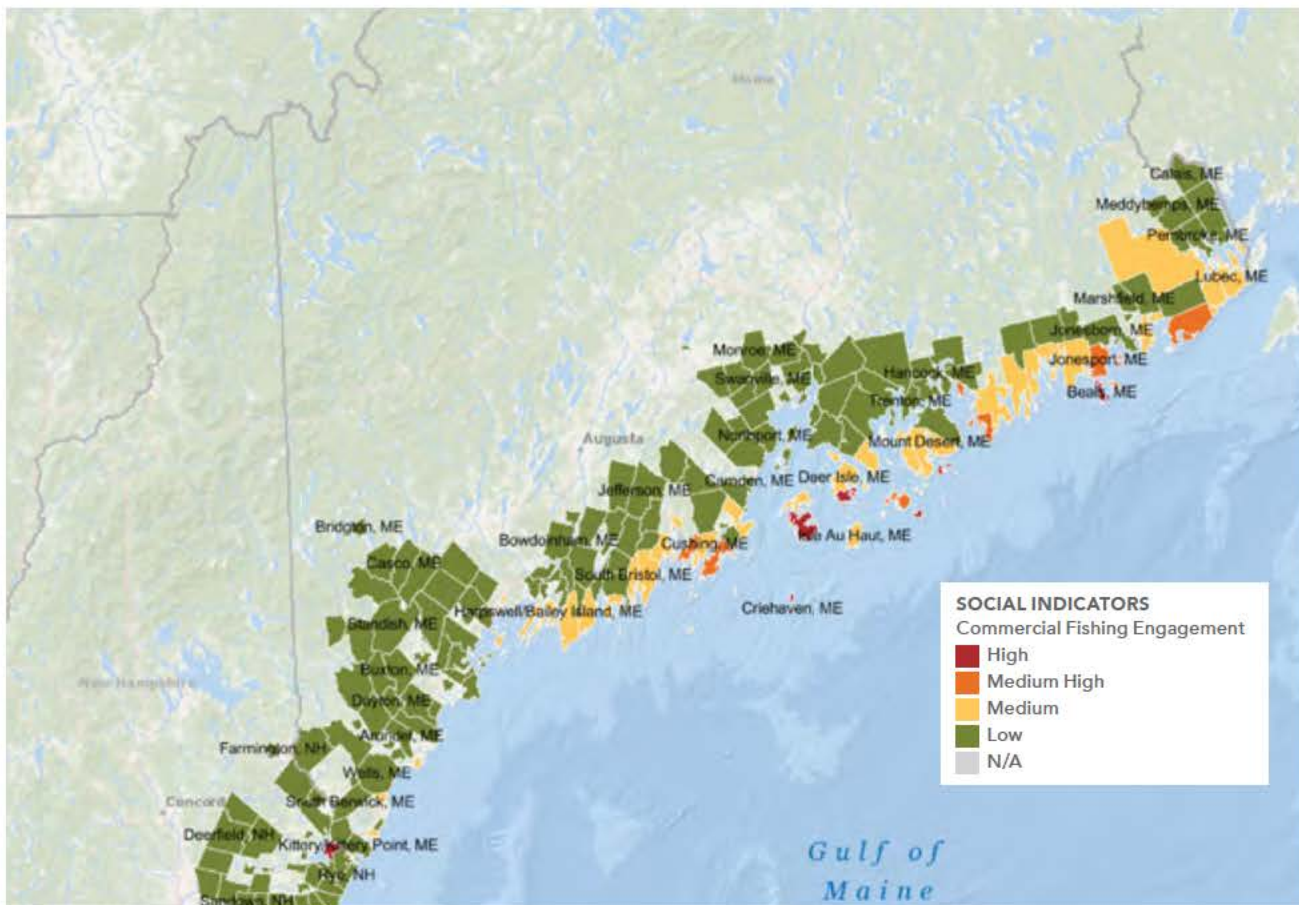 Maine
Calais, ME
Meddybemps, ME
Pembroke, ME
Lubec, ME
Marshfield, ME
Jonesboro, ME
Monroe, ME
Jonesport, ME
Hancock, ME
Swanville, ME
Beals, ME
Trenton, ME
Northport, ME
Augusta
Mount Desert, ME
Camden, ME
Deer Isle, ME
Jefferson, ME
Bridgton, ME
Isle Au Haut, ME
Bowdoinham, ME
Cushing, ME
Casco, ME
South Bristol, ME
Criehaven, ME
Harpswell/Bailey Island, ME
Standish, ME
Buxton, ME
New Hampshire
Dayton, ME
Arundel, ME
Farmington, NH
Wells, ME
Concord
South Berwick, ME
Deerfield, NH
Kittery/Kittery Point, ME
Rye, NH
Sandown, NH
Gulf of
Maine
SOCIAL INDICATORS
Commercial Fishing Engagement
High
Medium High
Medium
Low
N/A